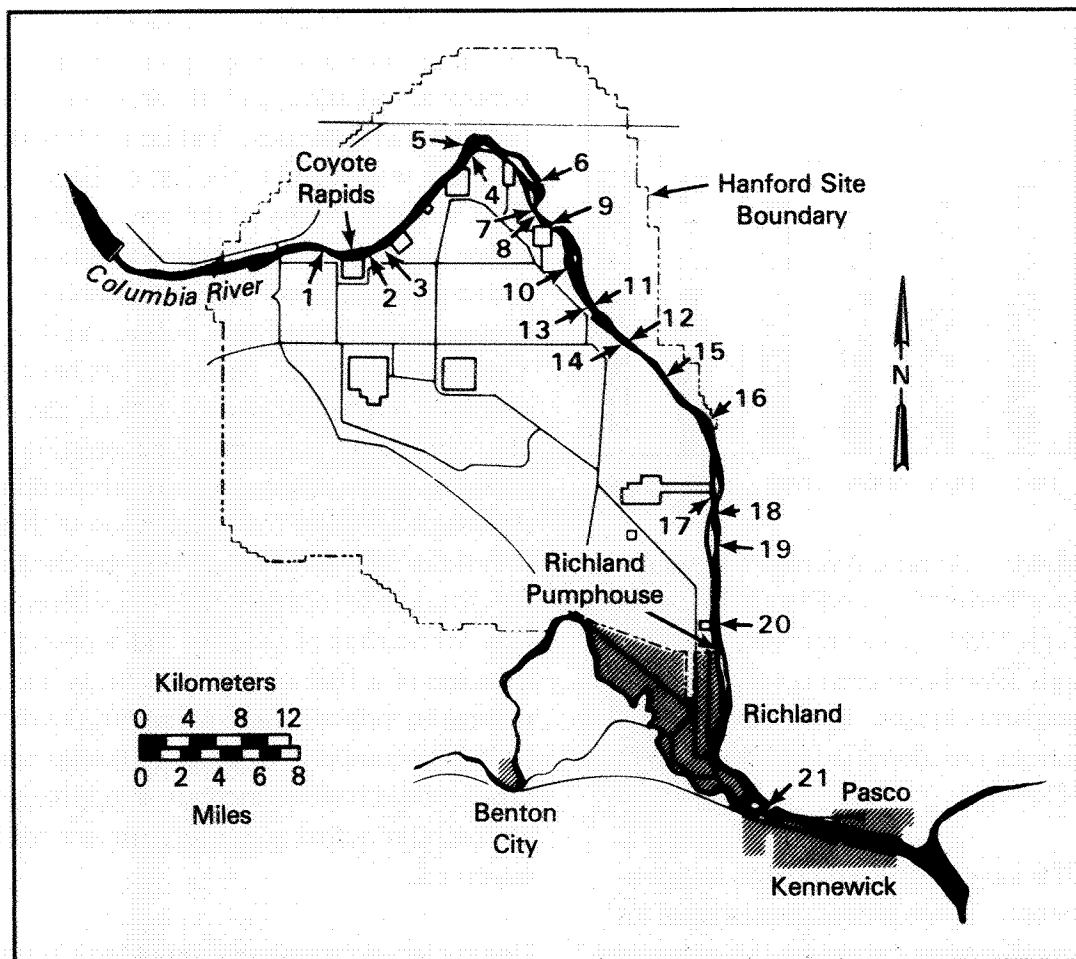 5
6
Coyote
Rapids
4
Hanford Site
Boundary
9
7
8
Columbia River
1
2
3
10
11
13
12
14
15
N
16
17
18
19
Richland
Pumphouse
20
Kilometers
0 4 8 12
0 2 4 6 8
Miles
Richland
21
Pasco
Benton
City
Kennewick